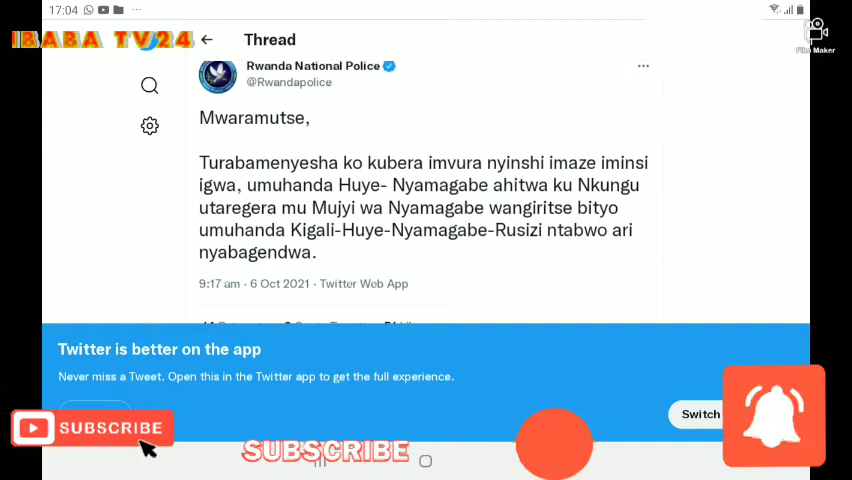 17:04
IBABA TV24
Thread
Film Maker
Rwanda National Police
@Rwandapolice
Mwaramutse,
Turabamenyesha ko kubera imvura nyinshi imaze iminsi
igwa, umuhanda Huye- Nyamagabe ahitwa ku Nkungu
utaregera mu Mujyi wa Nyamagabe wangiritse bityo
umuhanda Kigali-Huye-Nyamagabe-Rusizi ntabwo ari
nyabagendwa.
9:17 am · 6 Oct 2021 · Twitter Web App
Twitter is better on the app
Never miss a Tweet. Open this in the Twitter app to get the full experience.
Switch
SUBSCRIBE
SUBSCRIBE